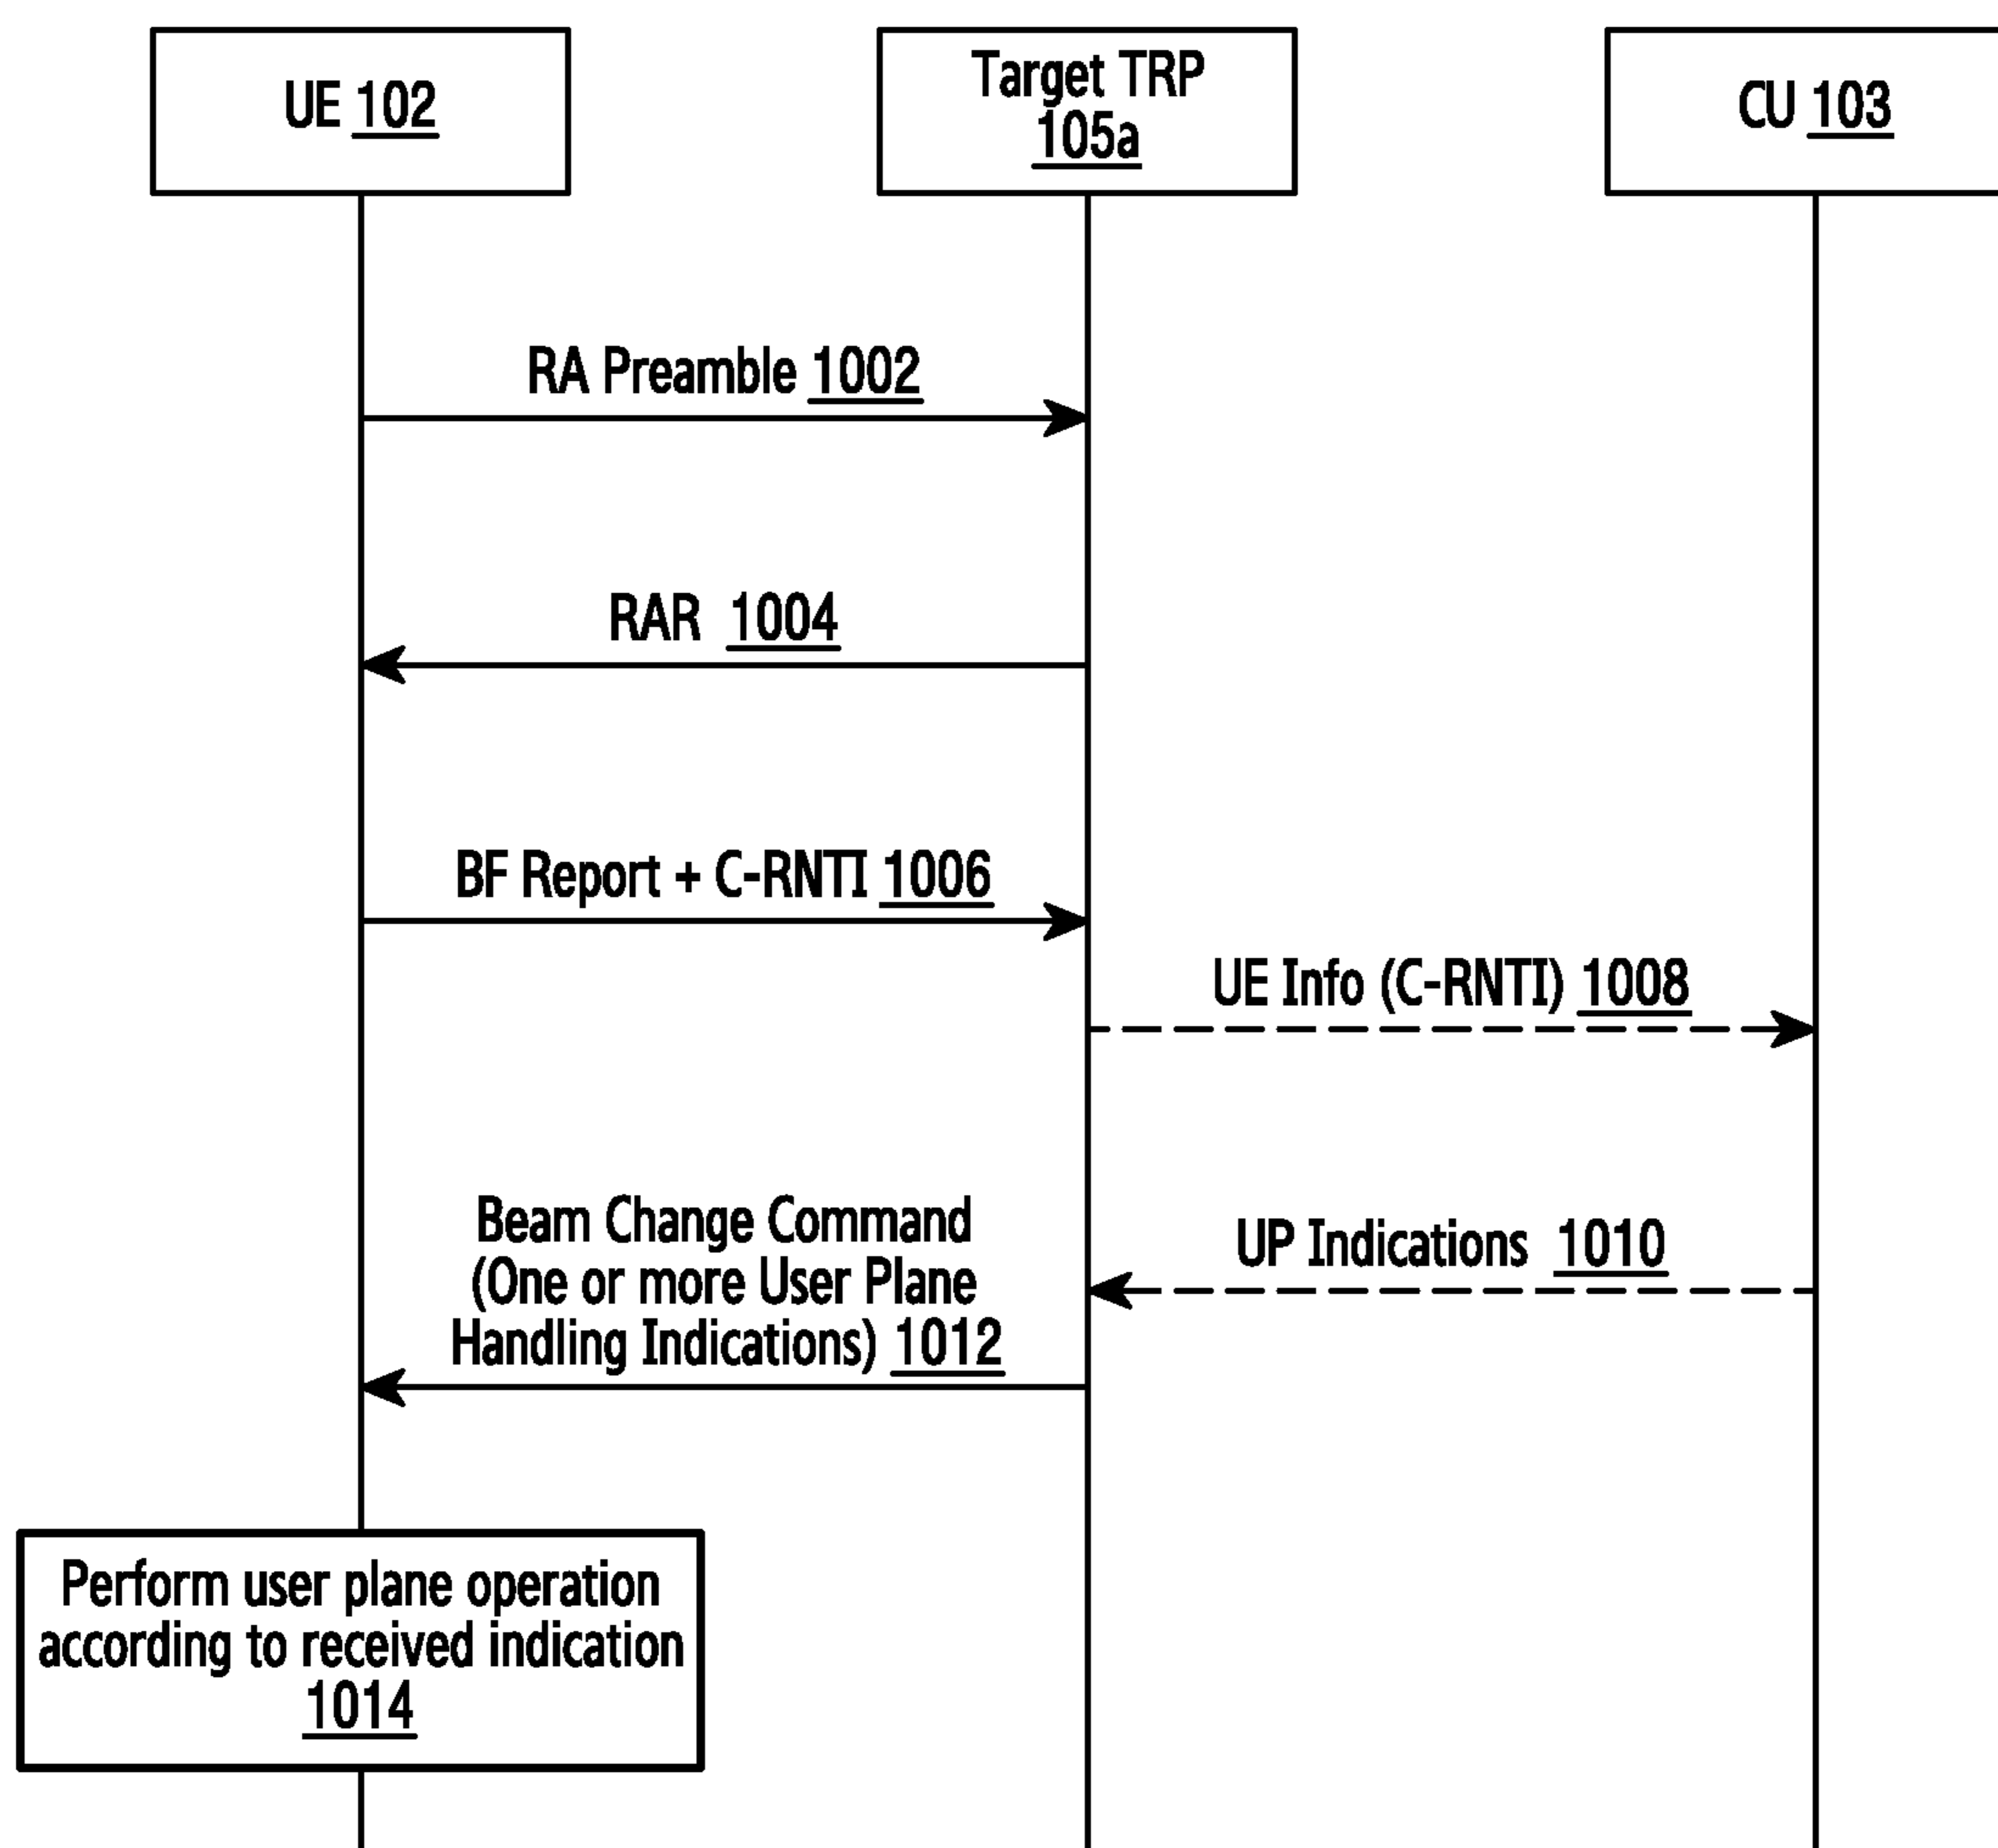 UE 102
Target TRP
105a
CU 103
RA Preamble 1002
RAR 1004
BF Report + C-RNTI 1006
UE Info (C-RNTI) 1008
UP Indications 1010
Beam Change Command
(One or more User Plane
Handling Indications) 1012
Perform user plane operation
according to received indication
1014